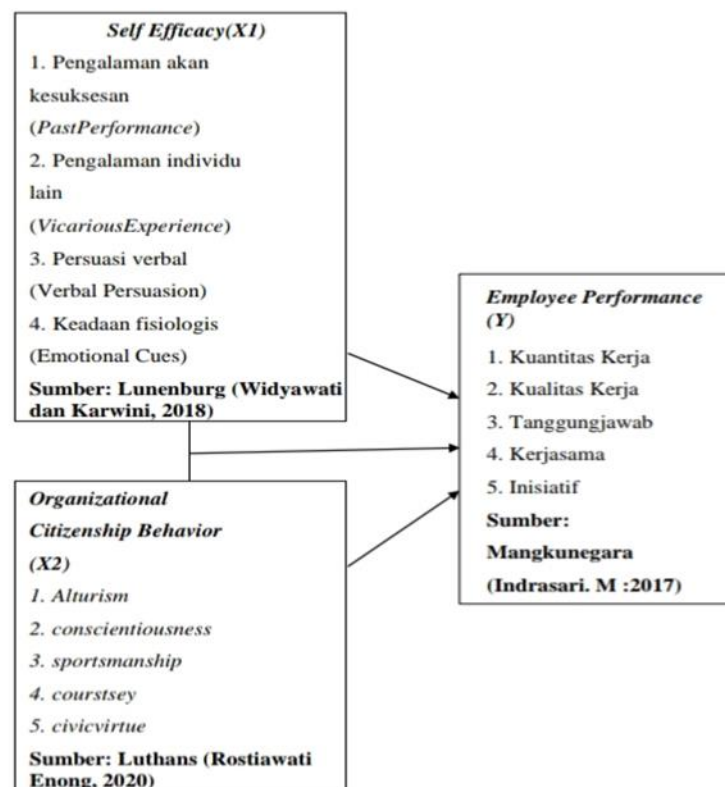 Self Efficacy(X1)
1. Pengalaman akan
kesuksesan
(PastPerformance)
2. Pengalaman individu
lain
(VicariousExperience)
3. Persuasi verbal
(Verbal Persuasion)
4. Keadaan fisiologis
(Emotional Cues)
Sumber: Lunenburg (Widyawati
dan Karwini, 2018)
Organizational
Citizenship Behavior
(X2)
1. Alturism
2. conscientiousness
3. sportsmanship
4. courstsey
5. civicvirtue
Sumber: Luthans (Rostiawati
Enong, 2020)
Employee Performance
(Y)
1. Kuantitas Kerja
2. Kualitas Kerja
3. Tanggungjawab
4. Kerjasama
5. Inisiatif
Sumber:
Mangkunegara
(Indrasari. M :2017)